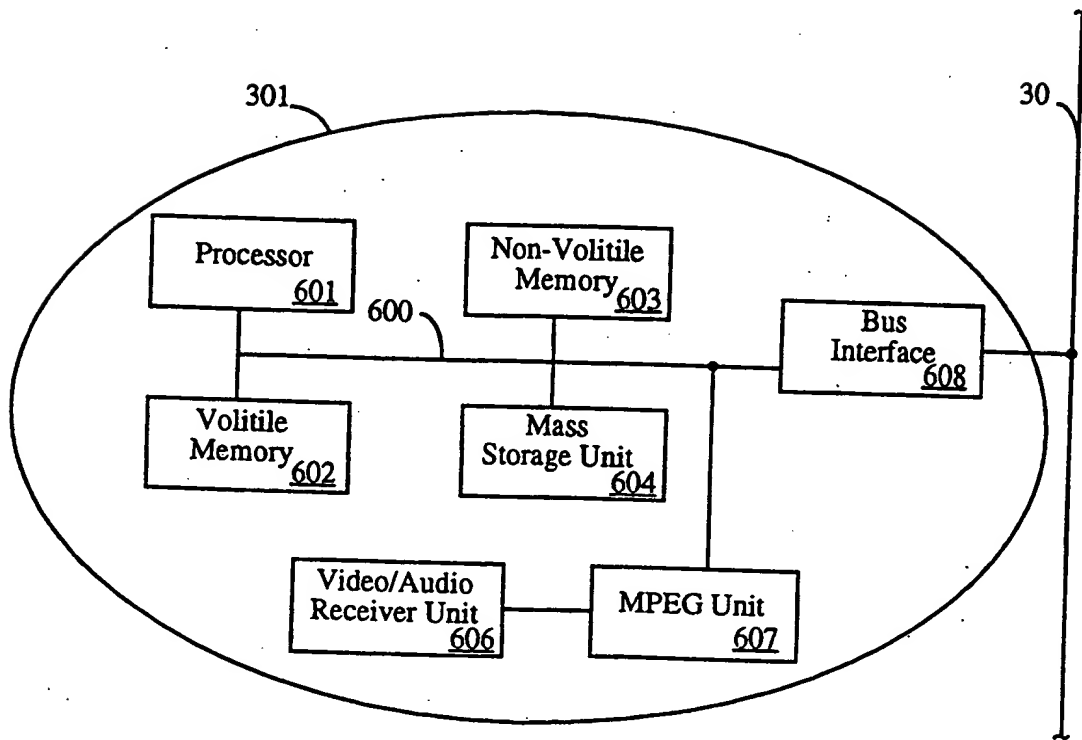 301
30
Processor
601
Non-Volitile
Memory
603
600
Bus
Interface
608
Volitile
Memory
602
Mass
Storage Unit
604
Video/Audio
Receiver Unit
606
MPEG Unit
607